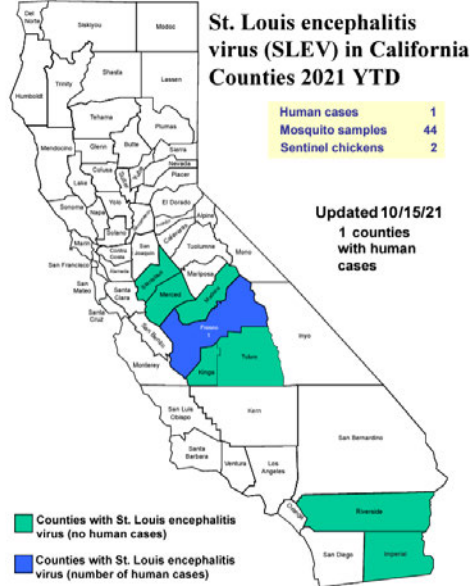 St. Louis encephalitis
virus (SLEV) in California
Counties 2021 YTD
Human cases 1
Mosquito samples 44
Sentinel chickens 2
Updated 10/15/21
1 counties
with human
cases
Del
Norte
Siskiyou
Modoc
Humboldt
Trinity
Shasta
Lassen
Tehama
Plumas
Mendocino
Glenn
Butte
Sierra
Nevada
Placer
Colusa
Lake
Yolo
El Dorado
Sonoma
Napa
Alpine
Solano
Calaveras
Marin
Contra
Costa
San
Joaquin
Tuolumne
Mono
San Francisco
Alameda
Mariposa
San
Mateo
Santa
Clara
Merced
Madera
Santa
Cruz
San Benito
Fresno
1
Inyo
Monterey
Kings
Tulare
San Luis
Obispo
Kern
San Bernardino
Santa
Barbara
Ventura
Los
Angeles
Orange
Riverside
San Diego
Imperial
Counties with St. Louis encephalitis
virus (no human cases)
Counties with St. Louis encephalitis
virus (number of human cases)